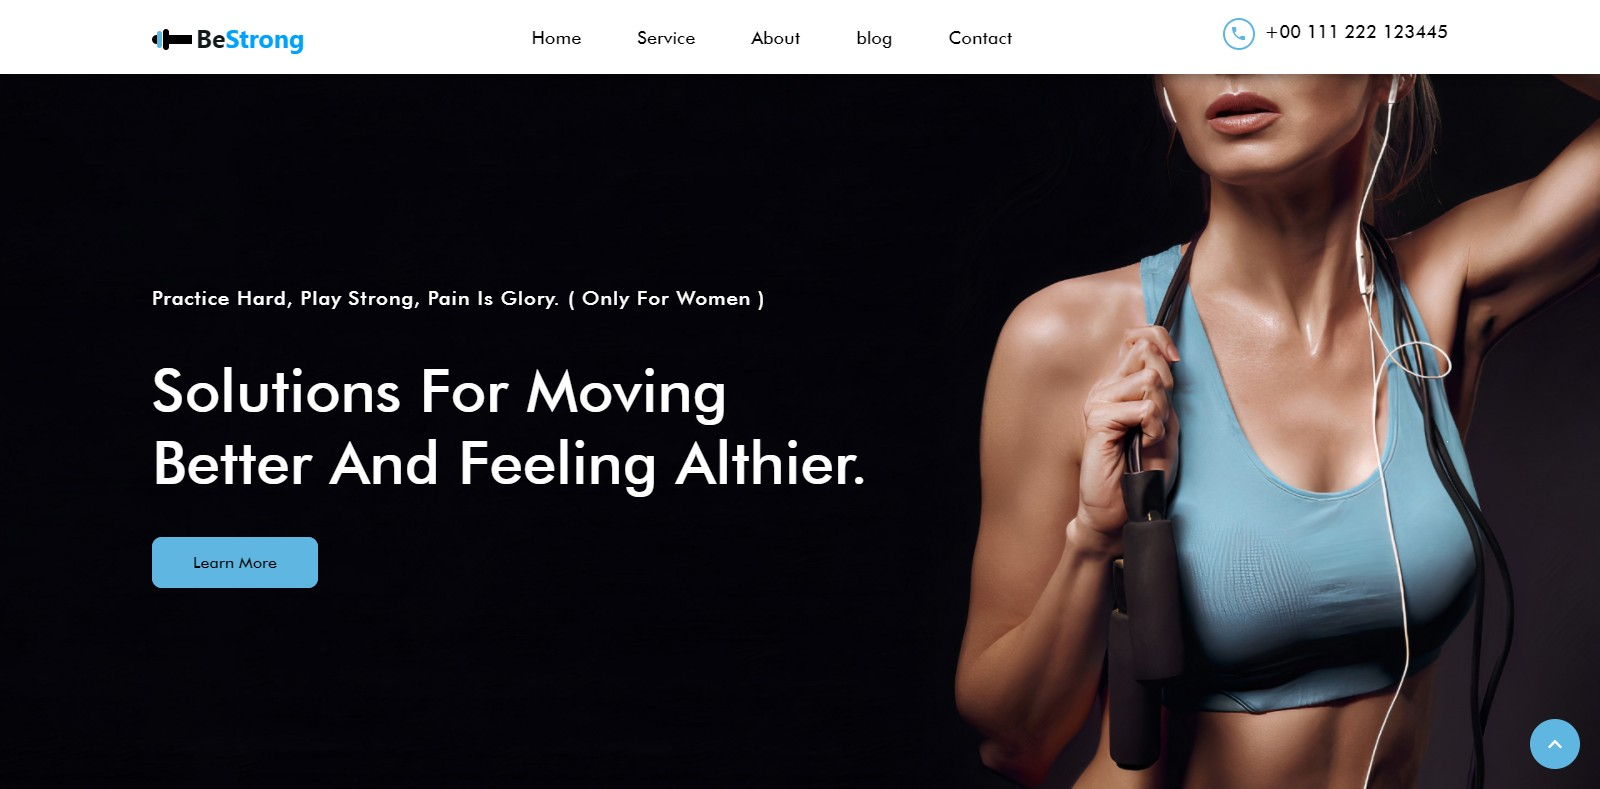 BeStrong
Home
Service
About
blog
Contact
+00 111 222 123445
Practice Hard, Play Strong, Pain Is Glory. ( Only For Women )
Solutions For Moving
Better And Feeling Althier.
Learn More